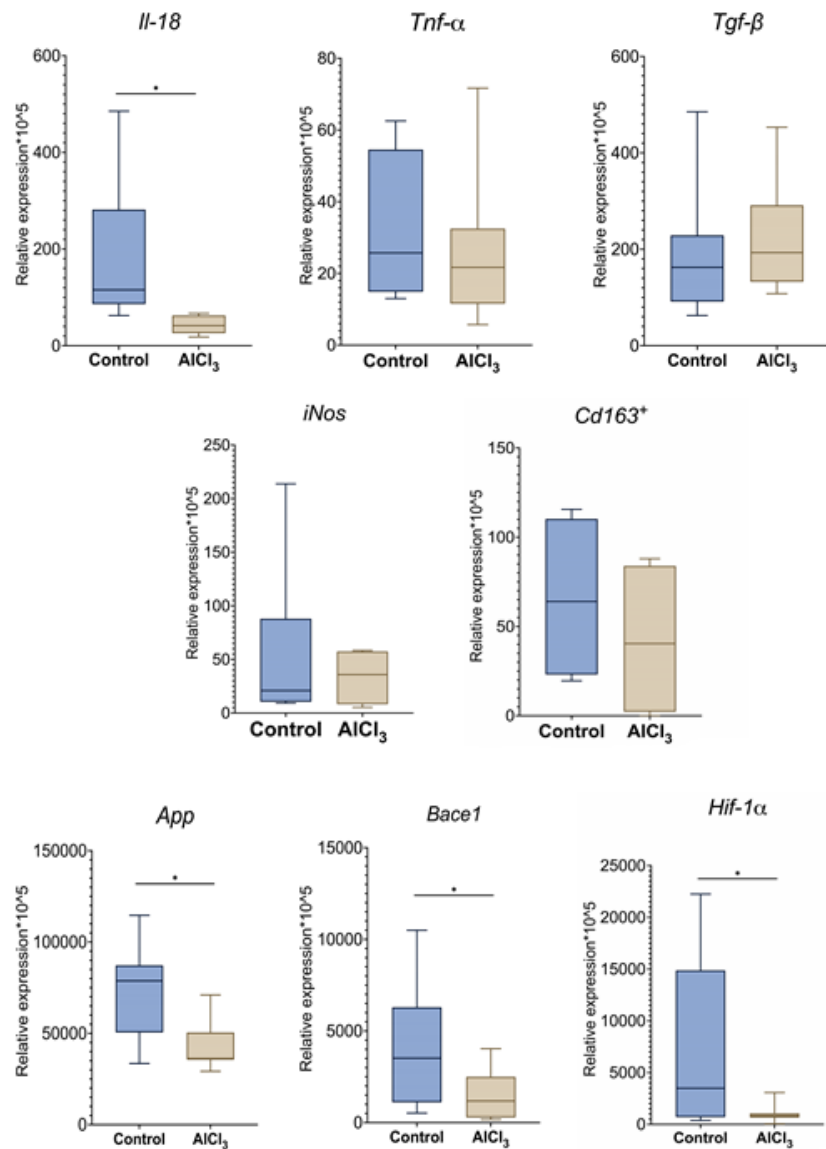 Il-18
Tnf-α
Tgf-β
Relative expression*10^5
600
400
200
0
*
Control
AlCl₃
Relative expression*10^5
80
60
40
20
0
Control
AlCl₃
Relative expression*10^5
600
400
200
0
Control
AlCl₃
iNos
Cd163⁺
Relative expression*10^5
250
200
150
100
50
0
Control
AlCl₃
Relative expression*10^5
150
100
50
0
Control
AlCl₃
App
Bace1
Hif-1α
Relative expression*10^5
150000
100000
50000
0
*
Control
AlCl₃
Relative expression*10^5
15000
10000
5000
0
*
Control
AlCl₃
Relative expression*10^5
25000
20000
15000
10000
5000
0
*
Control
AlCl₃